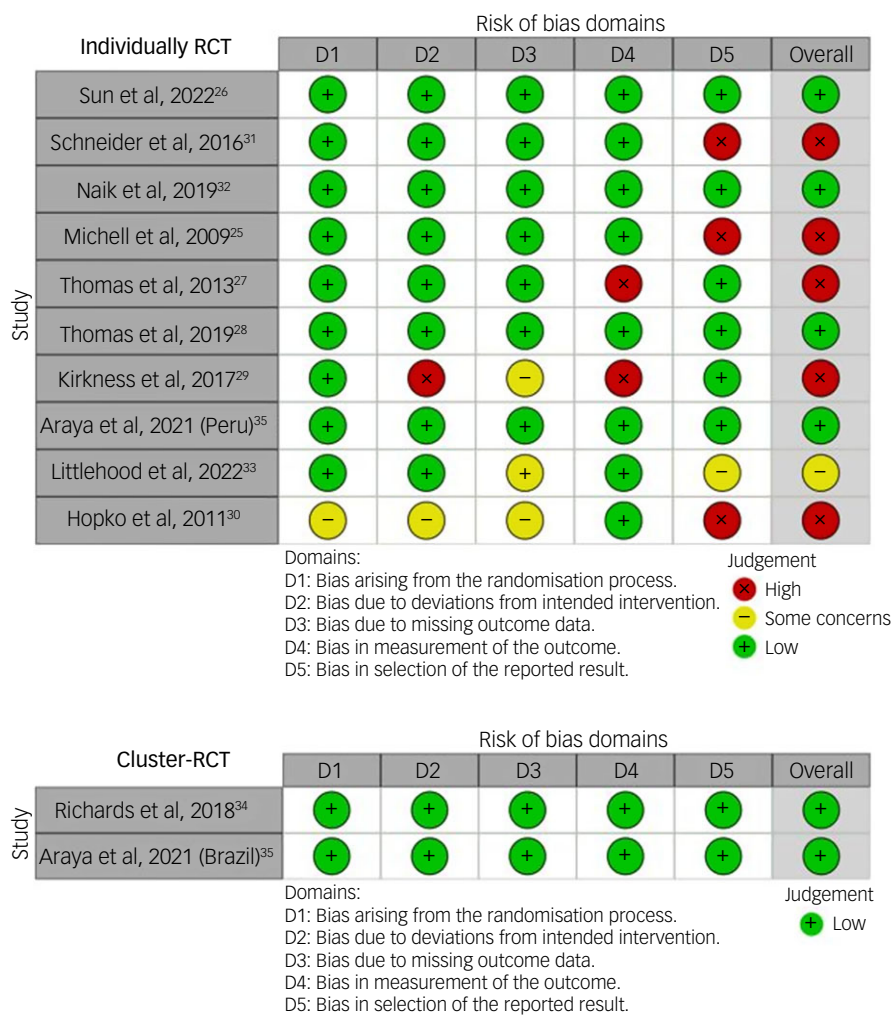 Risk of bias domains
Individually RCT
D1 D2 D3 D4 D5 Overall
Study
Sun et al, 2022²⁶ + + + + + +
Schneider et al, 2016³¹ + + + + × ×
Naik et al, 2019³² + + + + + +
Michell et al, 2009²⁵ + + + + × ×
Thomas et al, 2013²⁷ + + + × + ×
Thomas et al, 2019²⁸ + + + + + +
Kirkness et al, 2017²⁹ + × − × + ×
Araya et al, 2021 (Peru)³⁵ + + + + + +
Littlehood et al, 2022³³ + + + + − −
Hopko et al, 2011³⁰ − − − + × ×
Domains:
D1: Bias arising from the randomisation process.
D2: Bias due to deviations from intended intervention.
D3: Bias due to missing outcome data.
D4: Bias in measurement of the outcome.
D5: Bias in selection of the reported result.
Judgement
× High
− Some concerns
+ Low
Risk of bias domains
Cluster-RCT
D1 D2 D3 D4 D5 Overall
Study
Richards et al, 2018³⁴ + + + + + +
Araya et al, 2021 (Brazil)³⁵ + + + + + +
Domains:
D1: Bias arising from the randomisation process.
D2: Bias due to deviations from intended intervention.
D3: Bias due to missing outcome data.
D4: Bias in measurement of the outcome.
D5: Bias in selection of the reported result.
Judgement
+ Low